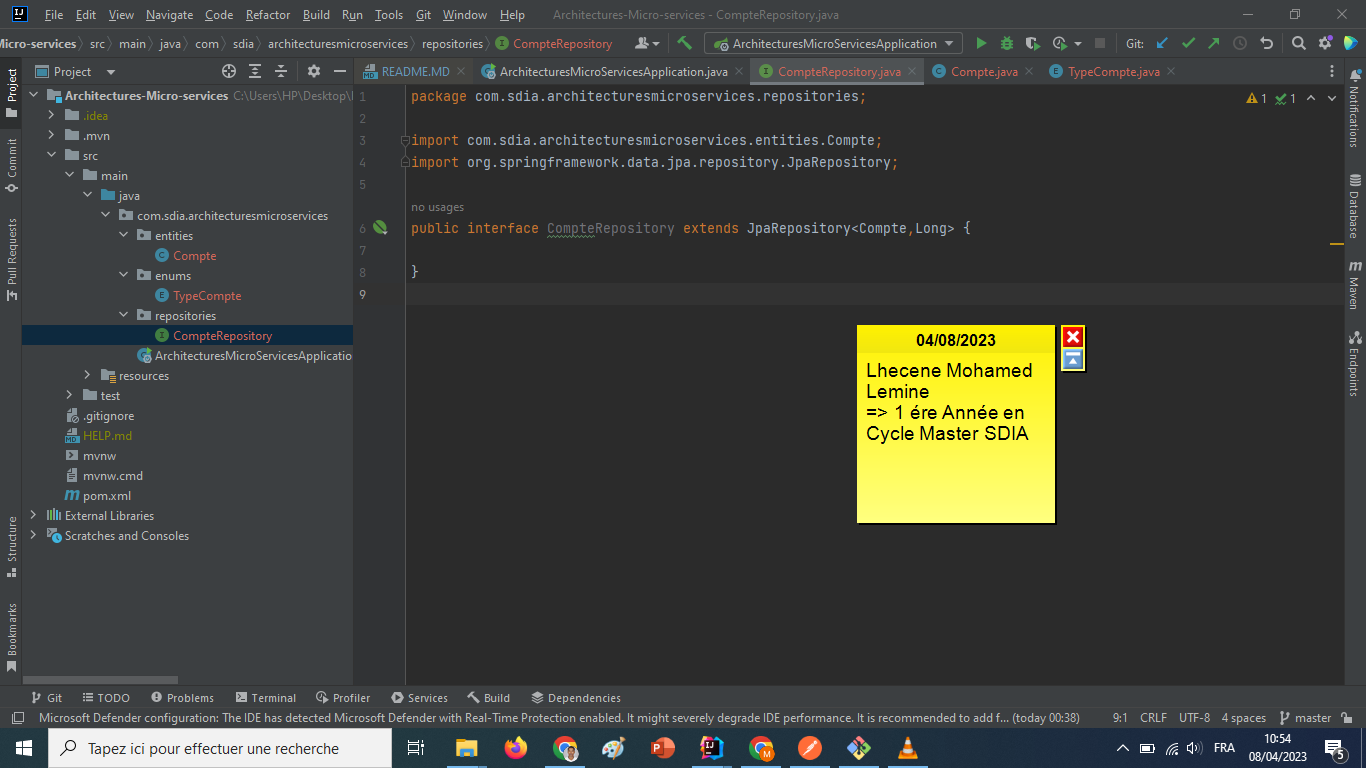 File Edit View Navigate Code Refactor Build Run Tools Git Window Help Architectures-Micro-services - CompteRepository.java
Micro-services src main java com sdia architecturesmicroservices repositories CompteRepository ArchitecturesMicroServicesApplication Git:
Project README.MD ArchitecturesMicroServicesApplication.java CompteRepository.java Compte.java TypeCompte.java
Architectures-Micro-services C:\Users\HP\Desktop\
.idea
.mvn
src
main
java
com.sdia.architecturesmicroservices
entities
Compte
enums
TypeCompte
repositories
CompteRepository
ArchitecturesMicroServicesApplicatio
resources
test
.gitignore
HELP.md
mvnw
mvnw.cmd
pom.xml
External Libraries
Scratches and Consoles
Project
Commit
Pull Requests
Structure
Bookmarks
1 package com.sdia.architecturesmicroservices.repositories;
2
3 import com.sdia.architecturesmicroservices.entities.Compte;
4 import org.springframework.data.jpa.repository.JpaRepository;
5
no usages
6 public interface CompteRepository extends JpaRepository<Compte,Long> {
7
8 }
9
1 1
04/08/2023
Lhecene Mohamed
Lemine
=> 1 ére Année en
Cycle Master SDIA
Notifications
Database
Maven
Endpoints
Git TODO Problems Terminal Profiler Services Build Dependencies
Microsoft Defender configuration: The IDE has detected Microsoft Defender with Real-Time Protection enabled. It might severely degrade IDE performance. It is recommended to add f... (today 00:38) 9:1 CRLF UTF-8 4 spaces master
Tapez ici pour effectuer une recherche FRA 10:54
08/04/2023 5